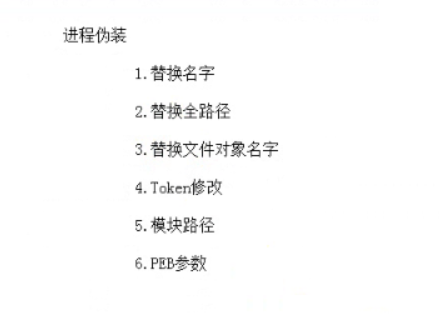 进程伪装
1.替换名字
2.替换全路径
3.替换文件对象名字
4.Token修改
5.模块路径
6.PEB参数